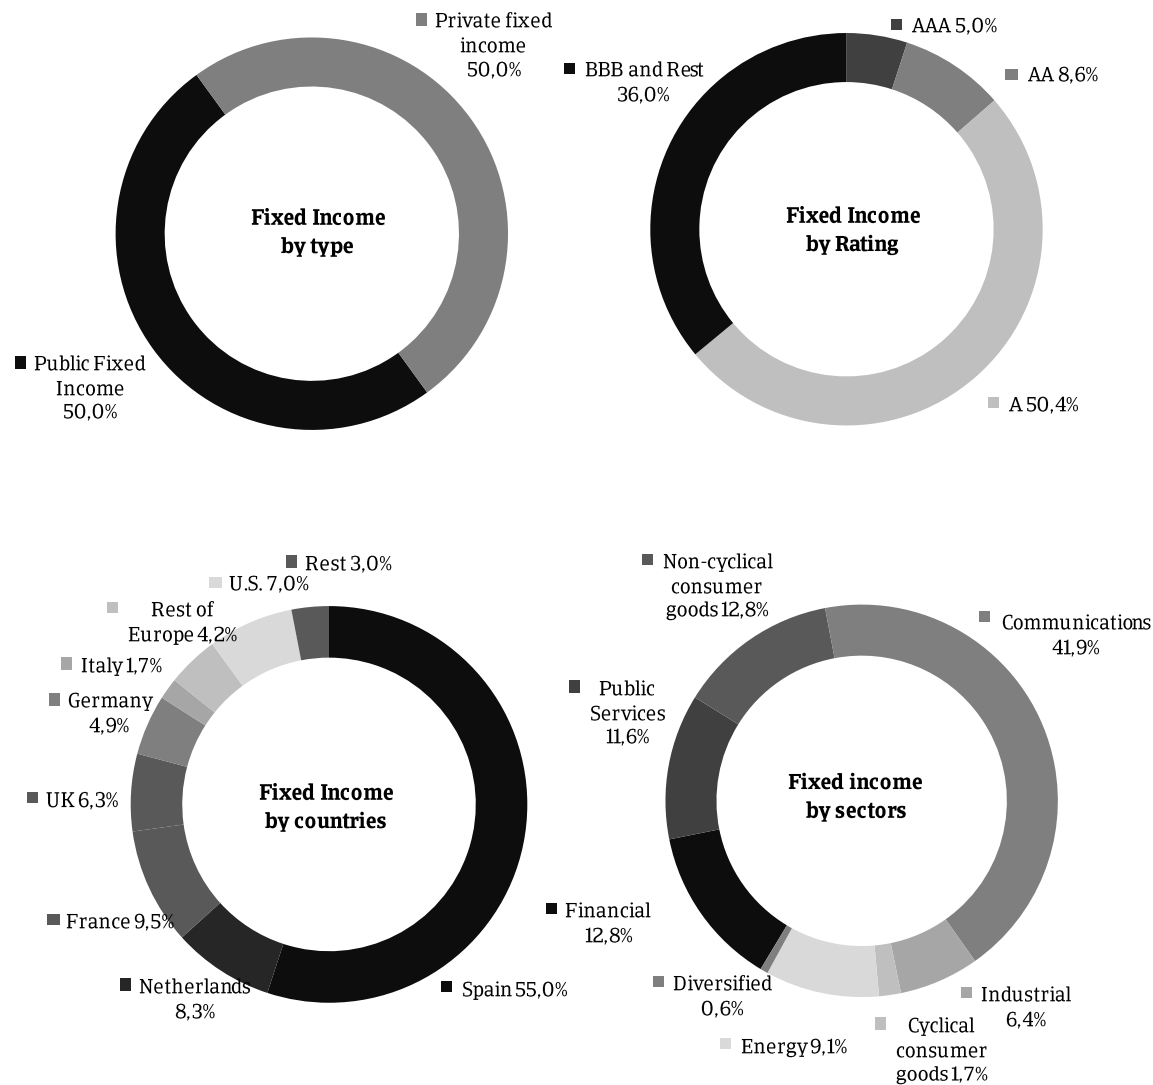 Private fixed
income
50,0%
Fixed Income
by type
Public Fixed
Income
50,0%
AAA 5,0%
AA 8,6%
BBB and Rest
36,0%
Fixed Income
by Rating
A 50,4%
Rest 3,0%
U.S. 7,0%
Rest of
Europe 4,2%
Italy 1,7%
Germany
4,9%
UK 6,3%
Fixed Income
by countries
France 9,5%
Netherlands
8,3%
Spain 55,0%
Non-cyclical
consumer
goods 12,8%
Communications
41,9%
Public
Services
11,6%
Fixed income
by sectors
Financial
12,8%
Diversified
0,6%
Energy 9,1%
Cyclical
consumer
goods 1,7%
Industrial
6,4%